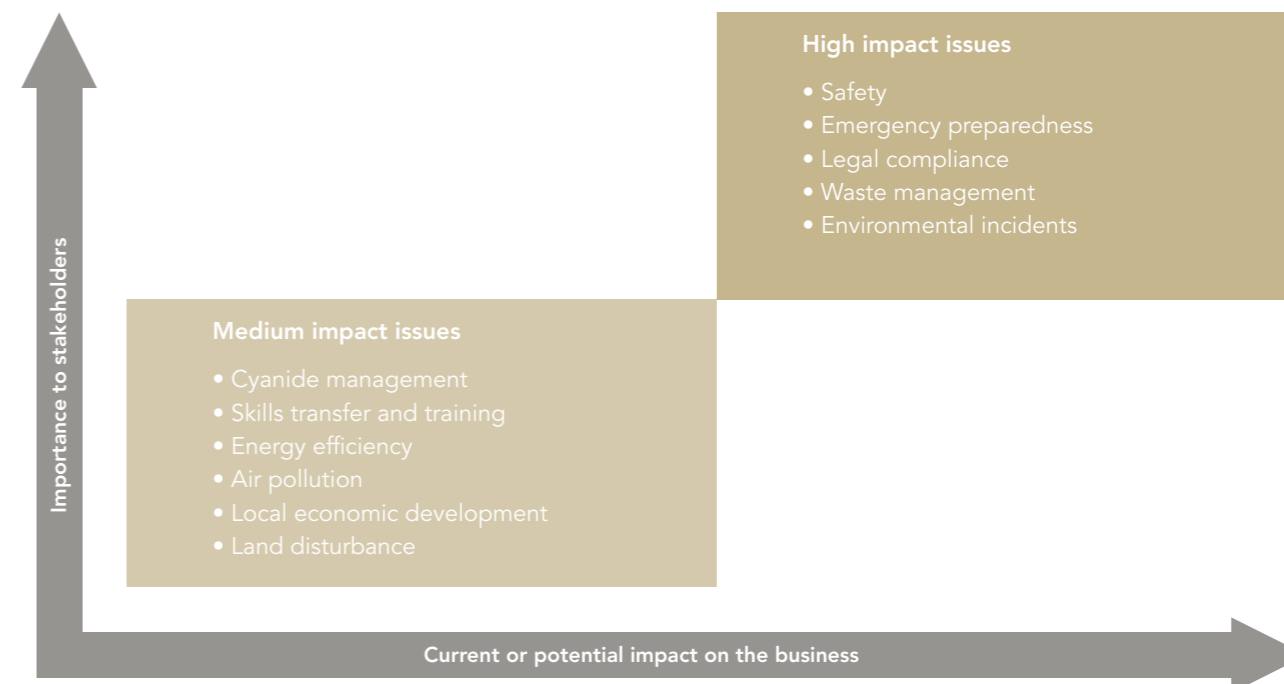 High impact issues
• Safety
• Emergency preparedness
• Legal compliance
• Waste management
• Environmental incidents
Importance to stakeholders
Medium impact issues
• Cyanide management
• Skills transfer and training
• Energy efficiency
• Air pollution
• Local economic development
• Land disturbance
Current or potential impact on the business